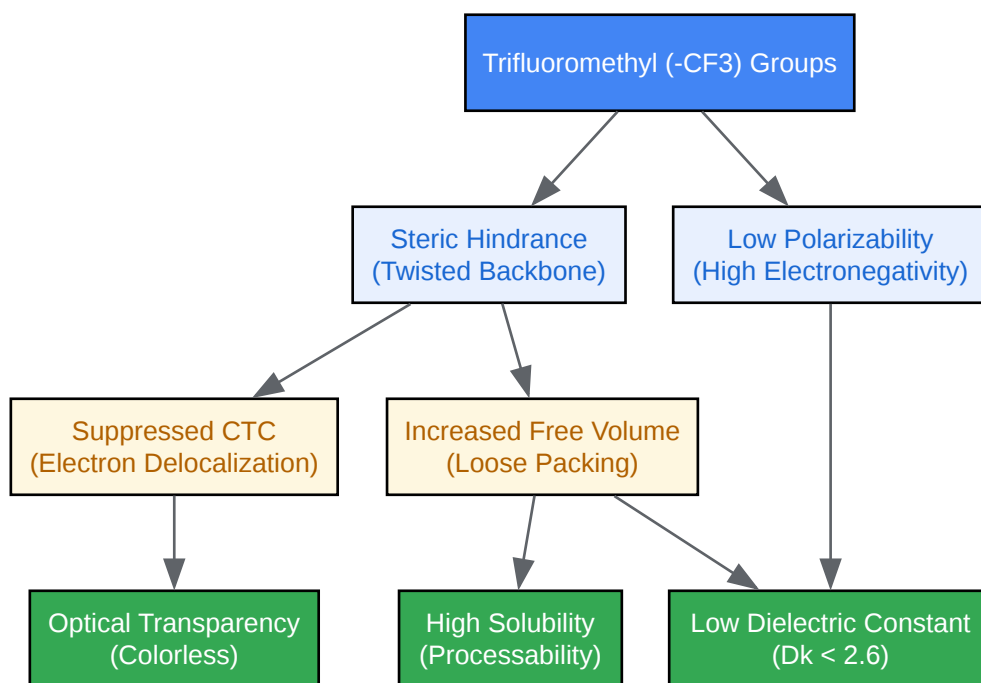 Trifluoromethyl (-CF3) Groups
Steric Hindrance
(Twisted Backbone)
Low Polarizability
(High Electronegativity)
Suppressed CTC
(Electron Delocalization)
Increased Free Volume
(Loose Packing)
Optical Transparency
(Colorless)
High Solubility
(Processability)
Low Dielectric Constant
(Dk < 2.6)